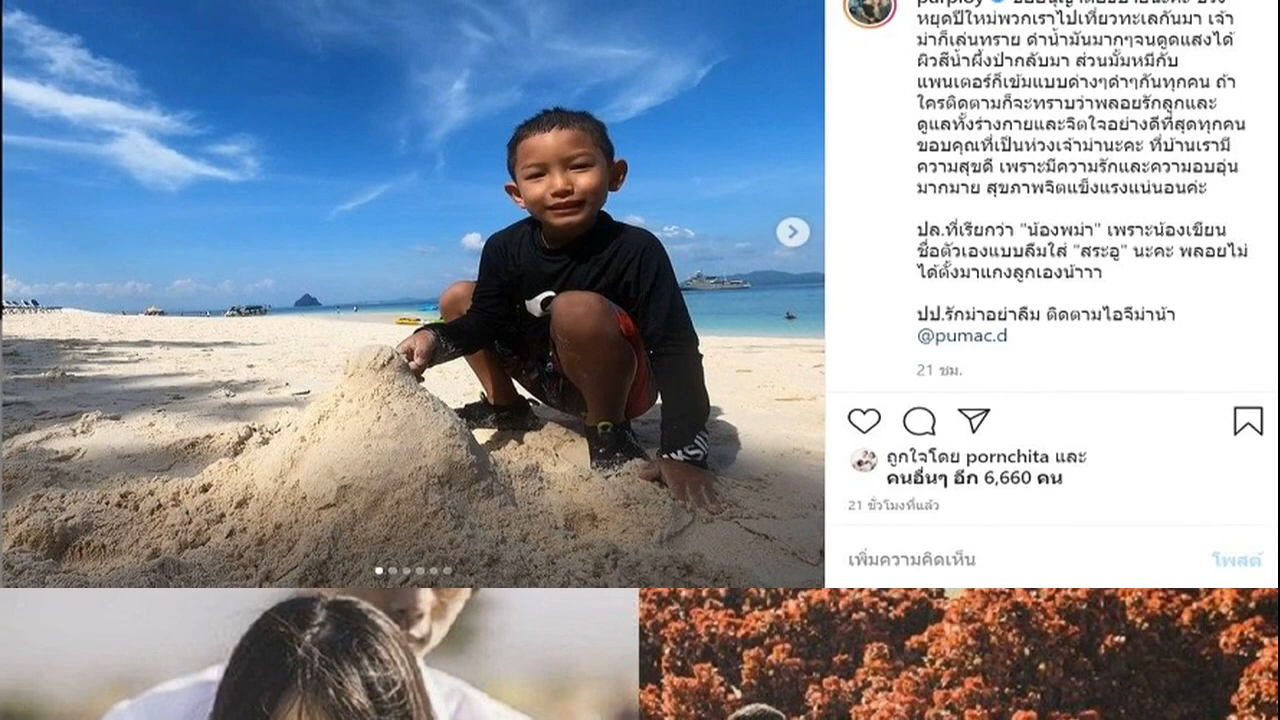 หยุดปีใหม่พวกเราไปเที่ยวทะเลกันมา เจ้า
ม่าก็เล่นทราย ดำน้ำมันมากๆจนดูดแสงได้
ผิวสีน้ำผึ้งป่ากลับมา ส่วนมั้มหมีกับ
แพนเตอร์ก็เข้มแบบด่างๆดำๆกันทุกคน ถ้า
ใครติดตามก็จะทราบว่าพลอยรักลูกและ
ดูแลทั้งร่างกายและจิตใจอย่างดีที่สุดทุกคน
ขอบคุณที่เป็นห่วงเจ้าม่านะคะ ที่บ้านเรามี
ความสุขดี เพราะมีความรักและความอบอุ่น
มากมาย สุขภาพจิตแข็งแรงแน่นอนค่ะ
ปล.ที่เรียกว่า "น้องพม่า" เพราะน้องเขียน
ชื่อตัวเองแบบลืมใส่ "สระอู" นะคะ พลอยไม่
ได้ตั้งมาแกงลูกเองน้าาา
ปป.รักม่าอย่าลืม ติดตามไอจีม่าน้า
@pumac.d
21 ชม.
ถูกใจโดย pornchita และ
คนอื่นๆ อีก 6,660 คน
21 ชั่วโมงที่แล้ว
เพิ่มความคิดเห็น
โพสต์